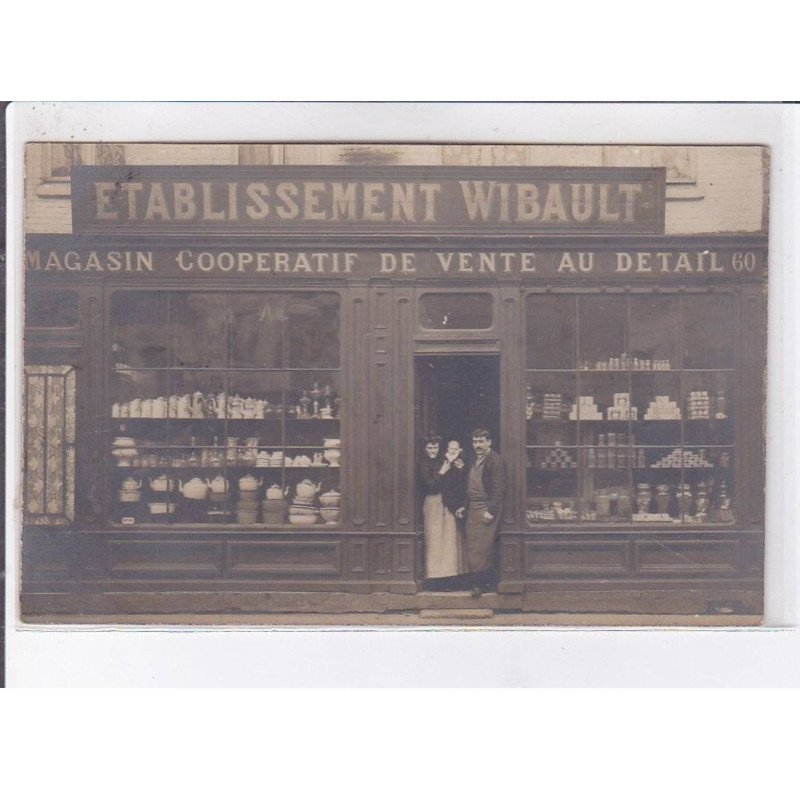 ETABLISSEMENT WIBAULT
MAGASIN COOPERATIF DE VENTE AU DETAIL 60